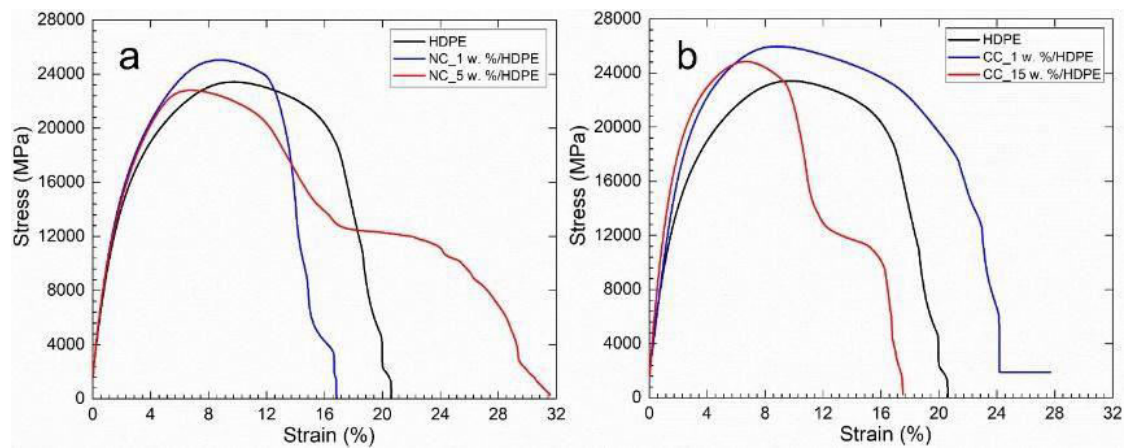 a
HDPE
NC_1 w. %/HDPE
NC_5 w. %/HDPE
Stress (MPa)
28000
24000
20000
16000
12000
8000
4000
0
0 4 8 12 16 20 24 28 32
Strain (%)
b
HDPE
CC_1 w. %/HDPE
CC_15 w. %/HDPE
Stress (MPa)
28000
24000
20000
16000
12000
8000
4000
0
0 4 8 12 16 20 24 28 32
Strain (%)